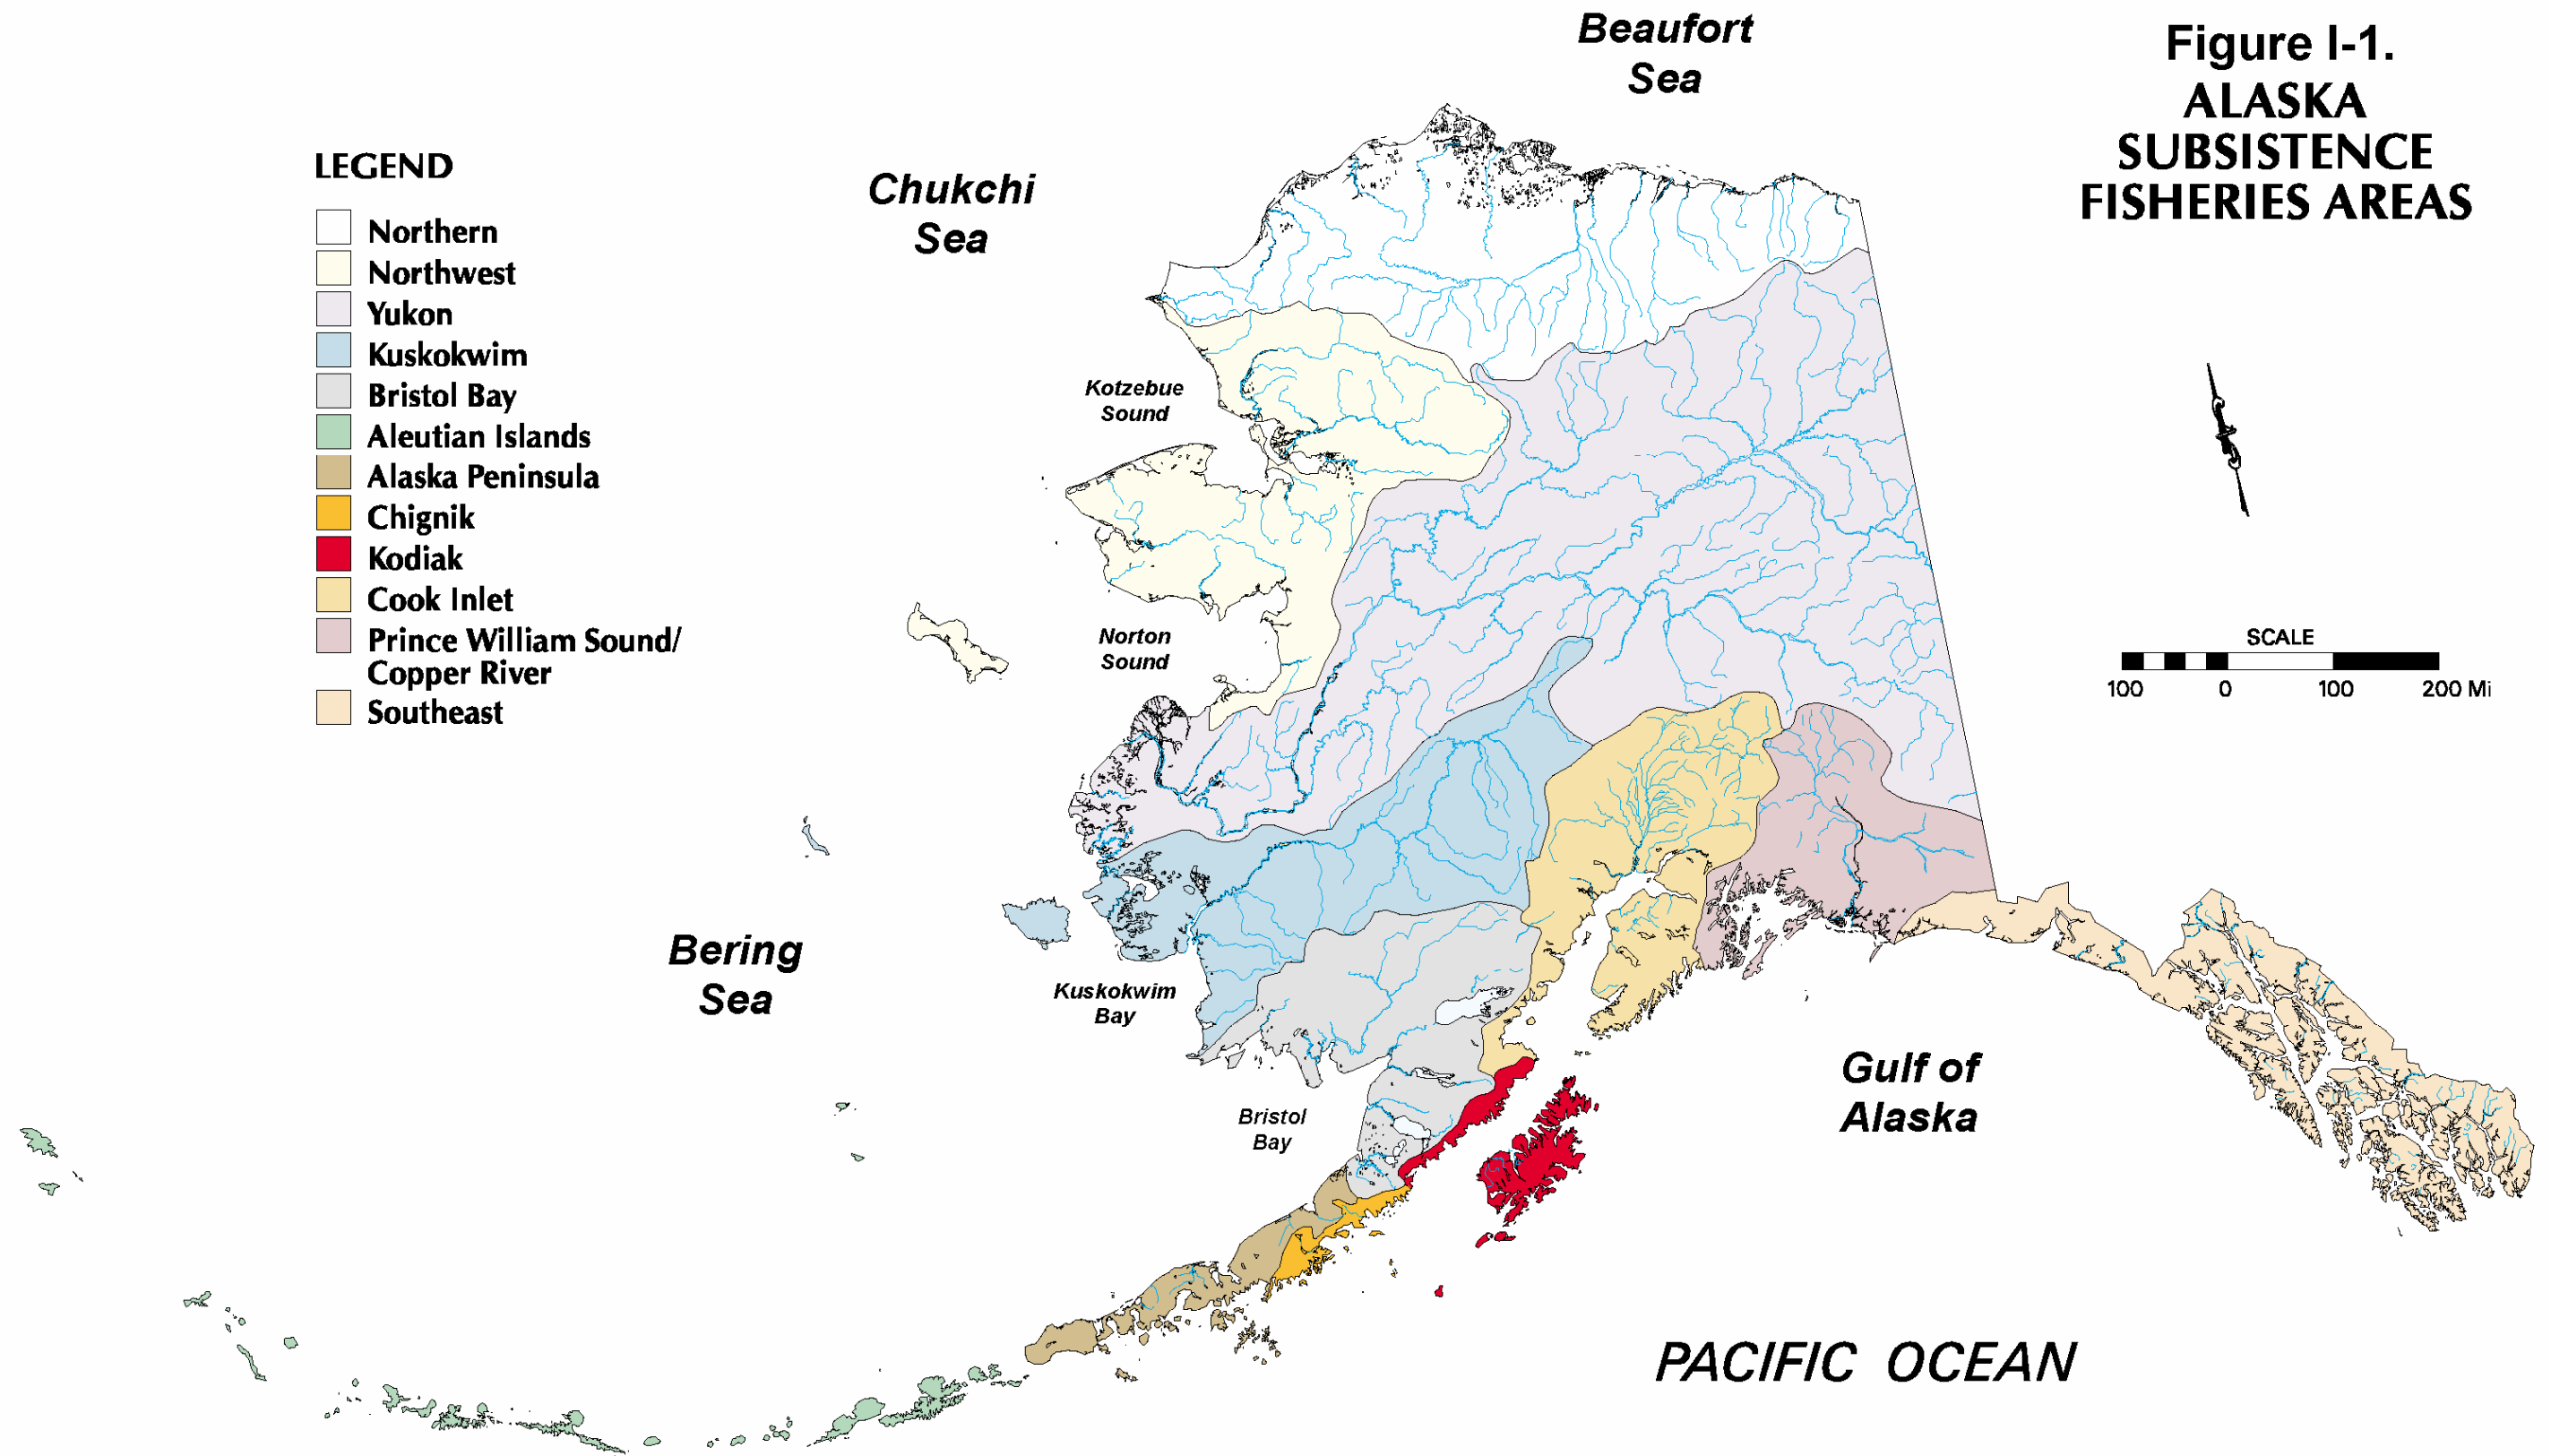 Figure I-1.
ALASKA
SUBSISTENCE
FISHERIES AREAS
Beaufort
Sea
Chukchi
Sea
LEGEND
Northern
Northwest
Yukon
Kuskokwim
Bristol Bay
Aleutian Islands
Alaska Peninsula
Chignik
Kodiak
Cook Inlet
Prince William Sound/
Copper River
Southeast
Kotzebue
Sound
Norton
Sound
SCALE
100 0 100 200 Mi
Bering
Sea
Kuskokwim
Bay
Bristol
Bay
Gulf of
Alaska
PACIFIC OCEAN